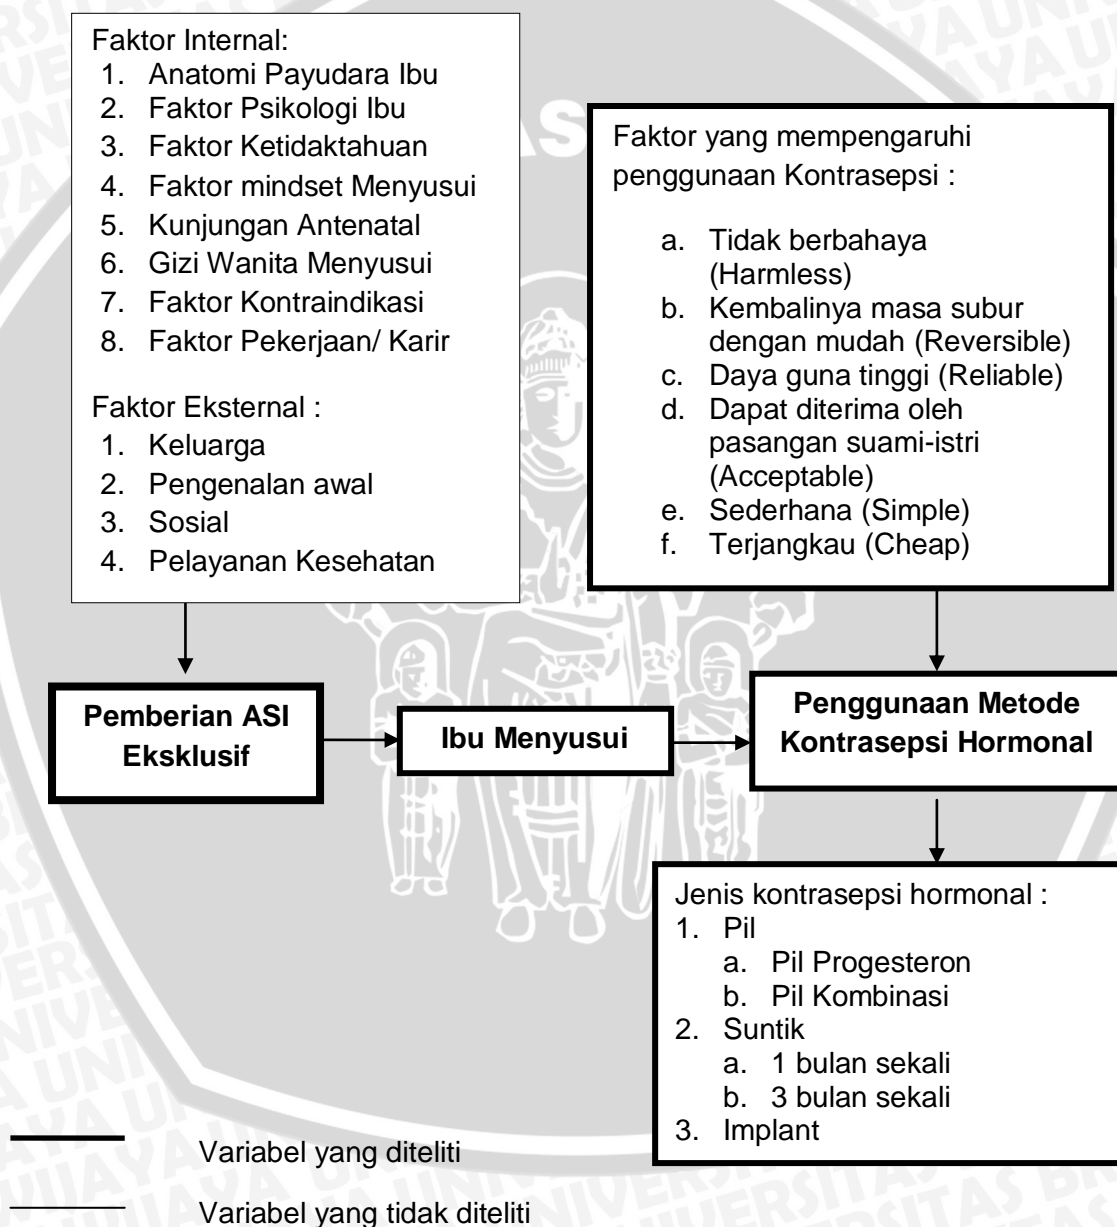 Faktor Internal:
1. Anatomi Payudara Ibu
2. Faktor Psikologi Ibu
3. Faktor Ketidaktahuan
4. Faktor mindset Menyusui
5. Kunjungan Antenatal
6. Gizi Wanita Menyusui
7. Faktor Kontraindikasi
8. Faktor Pekerjaan/ Karir
Faktor Eksternal :
1. Keluarga
2. Pengenalan awal
3. Sosial
4. Pelayanan Kesehatan
Faktor yang mempengaruhi
penggunaan Kontrasepsi :
a. Tidak berbahaya
(Harmless)
b. Kembalinya masa subur
dengan mudah (Reversible)
c. Daya guna tinggi (Reliable)
d. Dapat diterima oleh
pasangan suami-istri
(Acceptable)
e. Sederhana (Simple)
f. Terjangkau (Cheap)
Pemberian ASI
Eksklusif
Ibu Menyusui
Penggunaan Metode
Kontrasepsi Hormonal
Jenis kontrasepsi hormonal :
1. Pil
a. Pil Progesteron
b. Pil Kombinasi
2. Suntik
a. 1 bulan sekali
b. 3 bulan sekali
3. Implant
Variabel yang diteliti
Variabel yang tidak diteliti